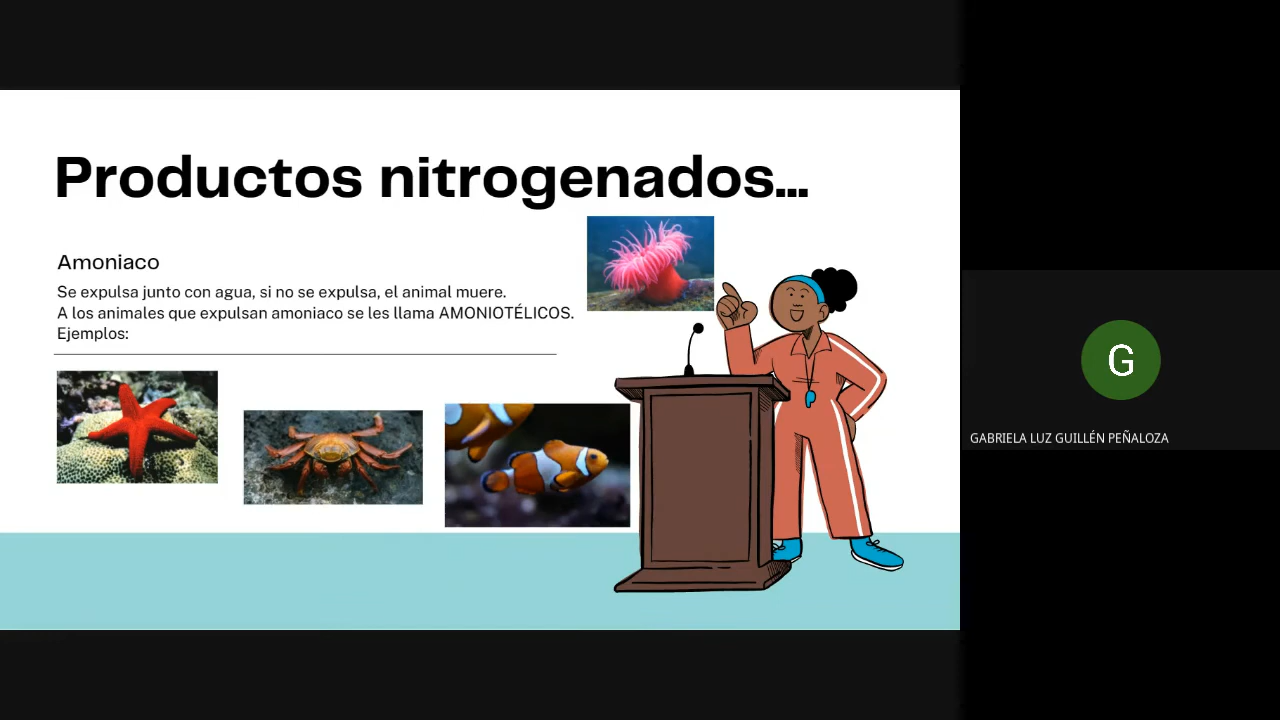 Productos nitrogenados...
Amoniaco
Se expulsa junto con agua, si no se expulsa, el animal muere.
A los animales que expulsan amoniaco se les llama AMONIOTÉLICOS.
Ejemplos:
G
GABRIELA LUZ GUILLÉN PEÑALOZA